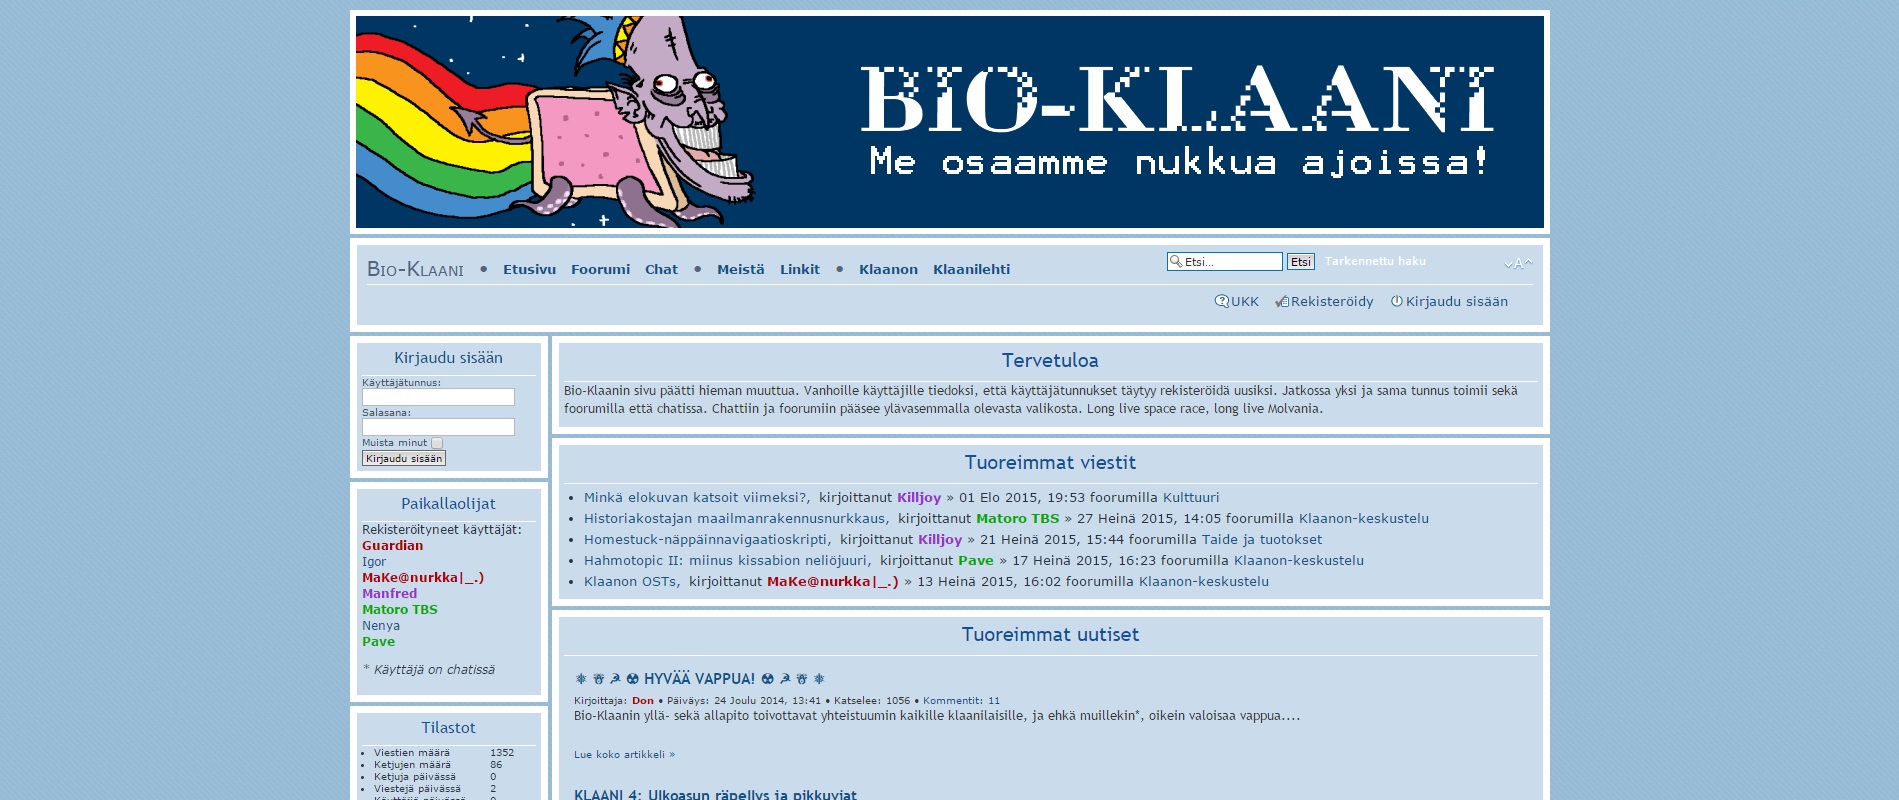 BIO-KLAANI
Me osaamme nukkua ajoissa!
BIO-KLAANI • Etusivu Foorumi Chat • Meistä Linkit • Klaanon Klaanilehti
Etsi... Etsi Tarkennettu haku
UKK Rekisteröidy Kirjaudu sisään
Kirjaudu sisään
Käyttäjätunnus:
Salasana:
Muista minut
Kirjaudu sisään
Paikallaolijat
Rekisteröityneet käyttäjät:
Guardian
Igor
MaKe@nurkka|_.)
Manfred
Matoro TBS
Nenya
Pave
* Käyttäjä on chatissä
Tilastot
• Viestien määrä 1352
• Ketjujen määrä 86
• Ketjuja päivässä 0
• Viestejä päivässä 2
Tervetuloa
Bio-Klaanin sivu päätti hieman muuttua. Vanhoille käyttäjille tiedoksi, että käyttäjätunnukset täytyy rekisteröidä uusiksi. Jatkossa yksi ja sama tunnus toimii sekä
foorumilla että chatissa. Chattiin ja foorumiin pääsee ylävasemmalla olevasta valikosta. Long live space race, long live Molvania.
Tuoreimmat viestit
• Minkä elokuvan katsoit viimeksi?, kirjoittanut Killjoy » 01 Elo 2015, 19:53 foorumilla Kulttuuri
• Historiakostajan maailmanrakennusnurkkaus, kirjoittanut Matoro TBS » 27 Heinä 2015, 14:05 foorumilla Klaanon-keskustelu
• Homestuck-näppäinnavigaatioskripti, kirjoittanut Killjoy » 21 Heinä 2015, 15:44 foorumilla Taide ja tuotokset
• Hahmotopic II: miinus kissabion neliöjuuri, kirjoittanut Pave » 17 Heinä 2015, 16:23 foorumilla Klaanon-keskustelu
• Klaanon OSTs, kirjoittanut MaKe@nurkka|_.) » 13 Heinä 2015, 16:02 foorumilla Klaanon-keskustelu
Tuoreimmat uutiset
⚛ ☃ ☭ ☢ HYVÄÄ VAPPUA! ☢ ☭ ☃ ⚛
Kirjoittaja: Don • Päiväys: 24 Joulu 2014, 13:41 • Katselee: 1056 • Kommentit: 11
Bio-Klaanin yllä- sekä allapito toivottavat yhteistuumin kaikille klaanilaisille, ja ehkä muillekin*, oikein valoisaa vappua....
Lue koko artikkeli »
KLAANI 4: Ulkoasun räpellys ja pikkuviat